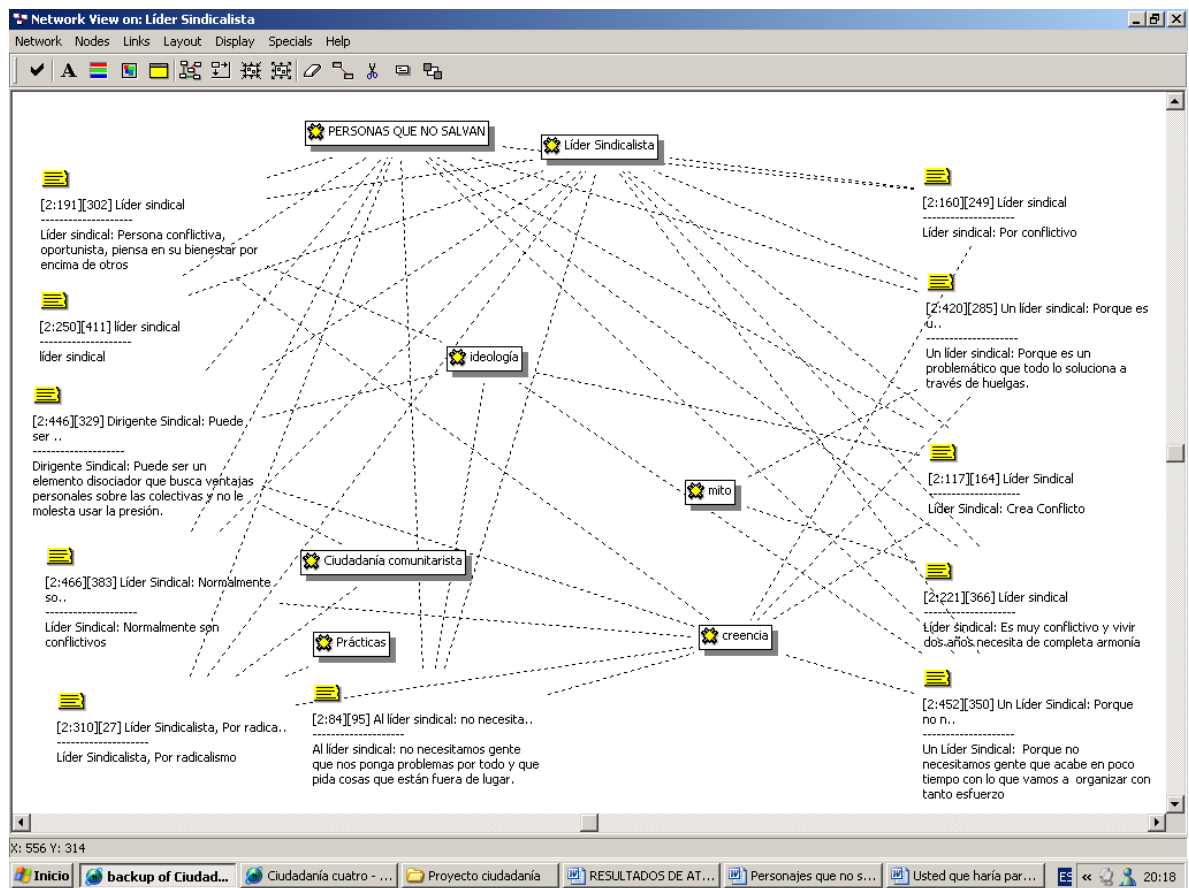 Network View on: Líder Sindicalista
Network Nodes Links Layout Display Specials Help
A
PERSONAS QUE NO SALVAN
Líder Sindicalista
[2:191][302] Líder sindical
--------------------
Líder sindical: Persona conflictiva,
oportunista, piensa en su bienestar por
encima de otros
[2:250][411] líder sindical
--------------------
líder sindical
[2:446][329] Dirigente Sindical: Puede
ser ..
--------------------
Dirigente Sindical: Puede ser un
elemento disociador que busca ventajas
personales sobre las colectivas y no le
molesta usar la presión.
[2:466][383] Líder Sindical: Normalmente
so..
--------------------
Líder Sindical: Normalmente son
conflictivos
[2:310][27] Líder Sindicalista, Por radica..
--------------------
Líder Sindicalista, Por radicalismo
ideología
mito
Ciudadanía comunitarista
Prácticas
creencia
[2:84][95] Al líder sindical: no necesita..
--------------------
Al líder sindical: no necesitamos gente
que nos ponga problemas por todo y que
pida cosas que están fuera de lugar.
[2:160][249] Líder sindical
--------------------
Líder sindical: Por conflictivo
[2:420][285] Un líder sindical: Porque es
u..
--------------------
Un líder sindical: Porque es un
problemático que todo lo soluciona a
través de huelgas.
[2:117][164] Líder Sindical
--------------------
Líder Sindical: Crea Conflicto
[2:221][366] Líder sindical
--------------------
Líder sindical: Es muy conflictivo y vivir
dos años necesita de completa armonía
[2:452][350] Un Líder Sindical: Porque
no n..
--------------------
Un Líder Sindical: Porque no
necesitamos gente que acabe en poco
tiempo con lo que vamos a organizar con
tanto esfuerzo
X: 556 Y: 314
Inicio backup of Ciudad... Ciudadanía cuatro - ... Proyecto ciudadanía RESULTADOS DE AT... Personajes que no s... Usted que haría par... ES « 20:18